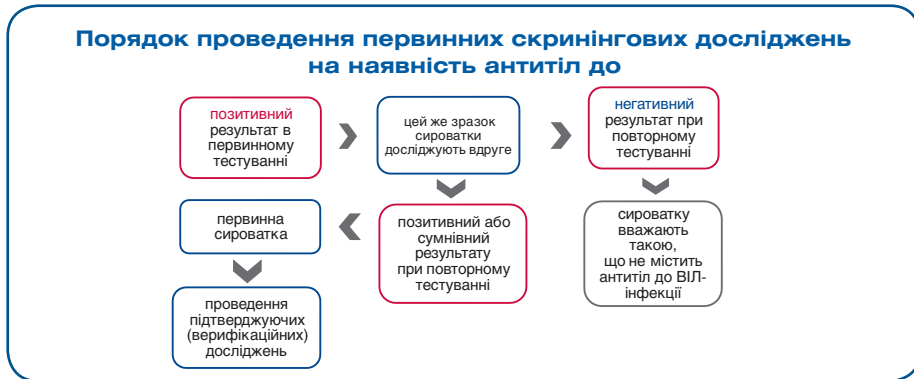 Порядок проведення первинних скринінгових досліджень
на наявність антитіл до
позитивний
результат в
первинному
тестуванні
цей же зразок
сироватки
досліджують вдруге
негативний
результат при
повторному
тестуванні
первинна
сироватка
позитивний або
сумнівний
результату
при повторному
тестуванні
сироватку
вважають
такою,
що не містить
антитіл до ВІЛ-
інфекції
проведення
підтверджуючих
(верифікаційних)
досліджень